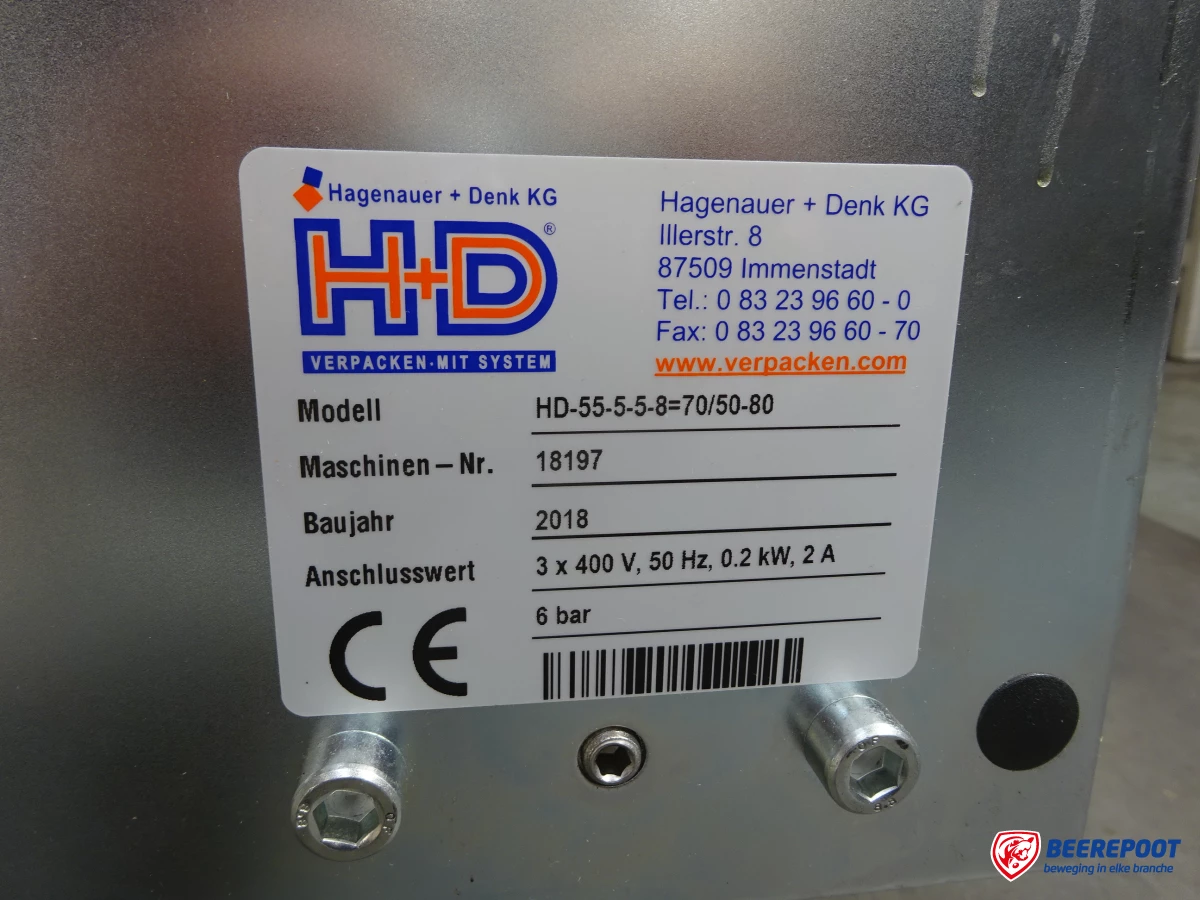 Hagenauer + Denk KG
H+D®
VERPACKEN·MIT SYSTEM
Hagenauer + Denk KG
Illerstr. 8
87509 Immenstadt
Tel.: 0 83 23 96 60 - 0
Fax: 0 83 23 96 60 - 70
www.verpacken.com
Modell HD-55-5-5-8=70/50-80
Maschinen – Nr. 18197
Baujahr 2018
Anschlusswert 3 x 400 V, 50 Hz, 0.2 kW, 2 A
6 bar
CE
BEEREPOOT
beweging in elke branche